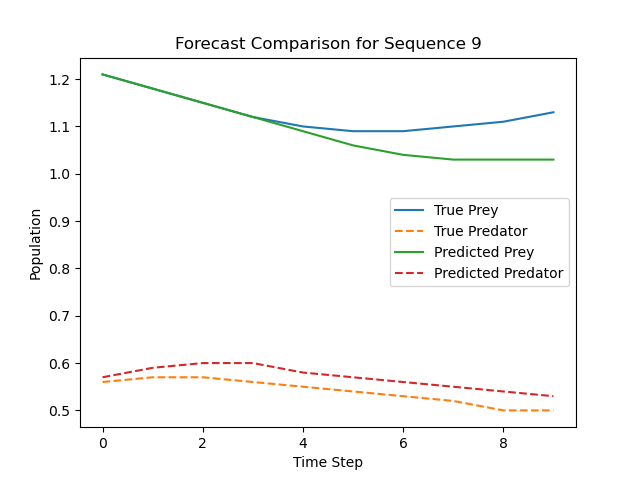 Forecast Comparison for Sequence 9
Population
1.2
1.1
1.0
0.9
0.8
0.7
0.6
0.5
True Prey
True Predator
Predicted Prey
Predicted Predator
0 2 4 6 8
Time Step